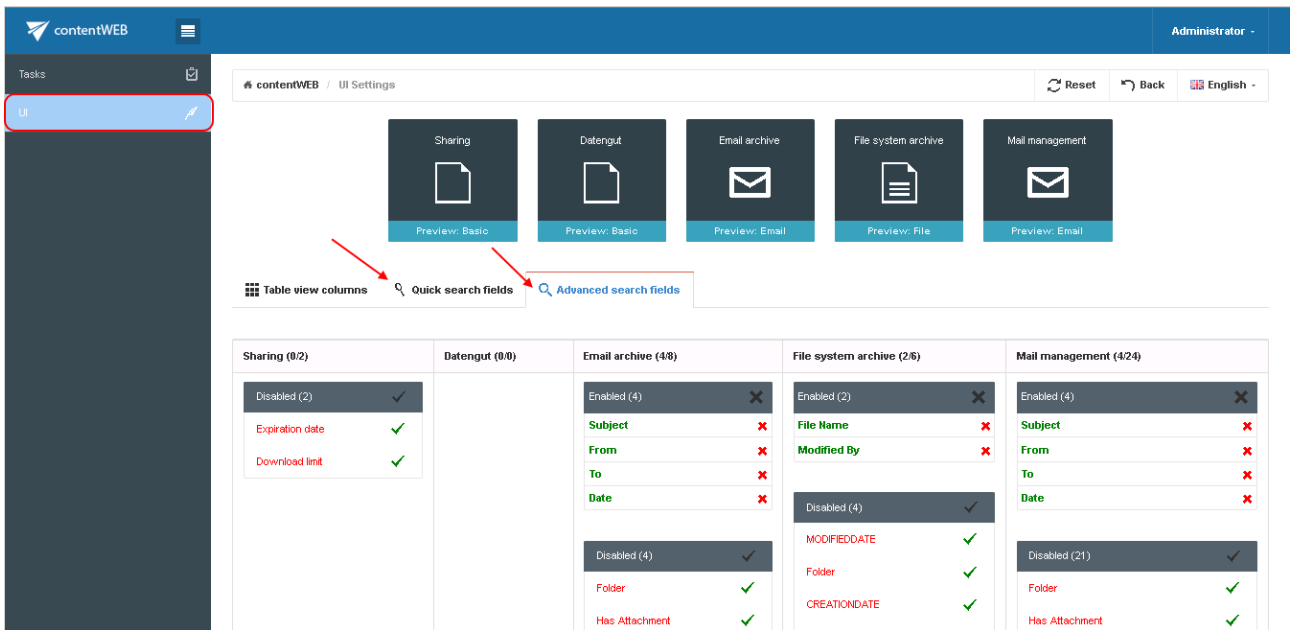 contentWEB
Administrator -
Tasks
UI
contentWEB / UI Settings
Reset
Back
English -
Sharing
Preview: Basic
Datengut
Preview: Basic
Email archive
Preview: Email
File system archive
Preview: File
Mail management
Preview: Email
Table view columns
Quick search fields
Advanced search fields
Sharing (0/2)
Disabled (2)
Expiration date
Download limit
Datengut (0/0)
Email archive (4/8)
Enabled (4)
Subject
From
To
Date
Disabled (4)
Folder
Has Attachment
File system archive (2/6)
Enabled (2)
File Name
Modified By
Disabled (4)
MODIFIEDDATE
Folder
CREATIONDATE
Mail management (4/24)
Enabled (4)
Subject
From
To
Date
Disabled (21)
Folder
Has Attachment